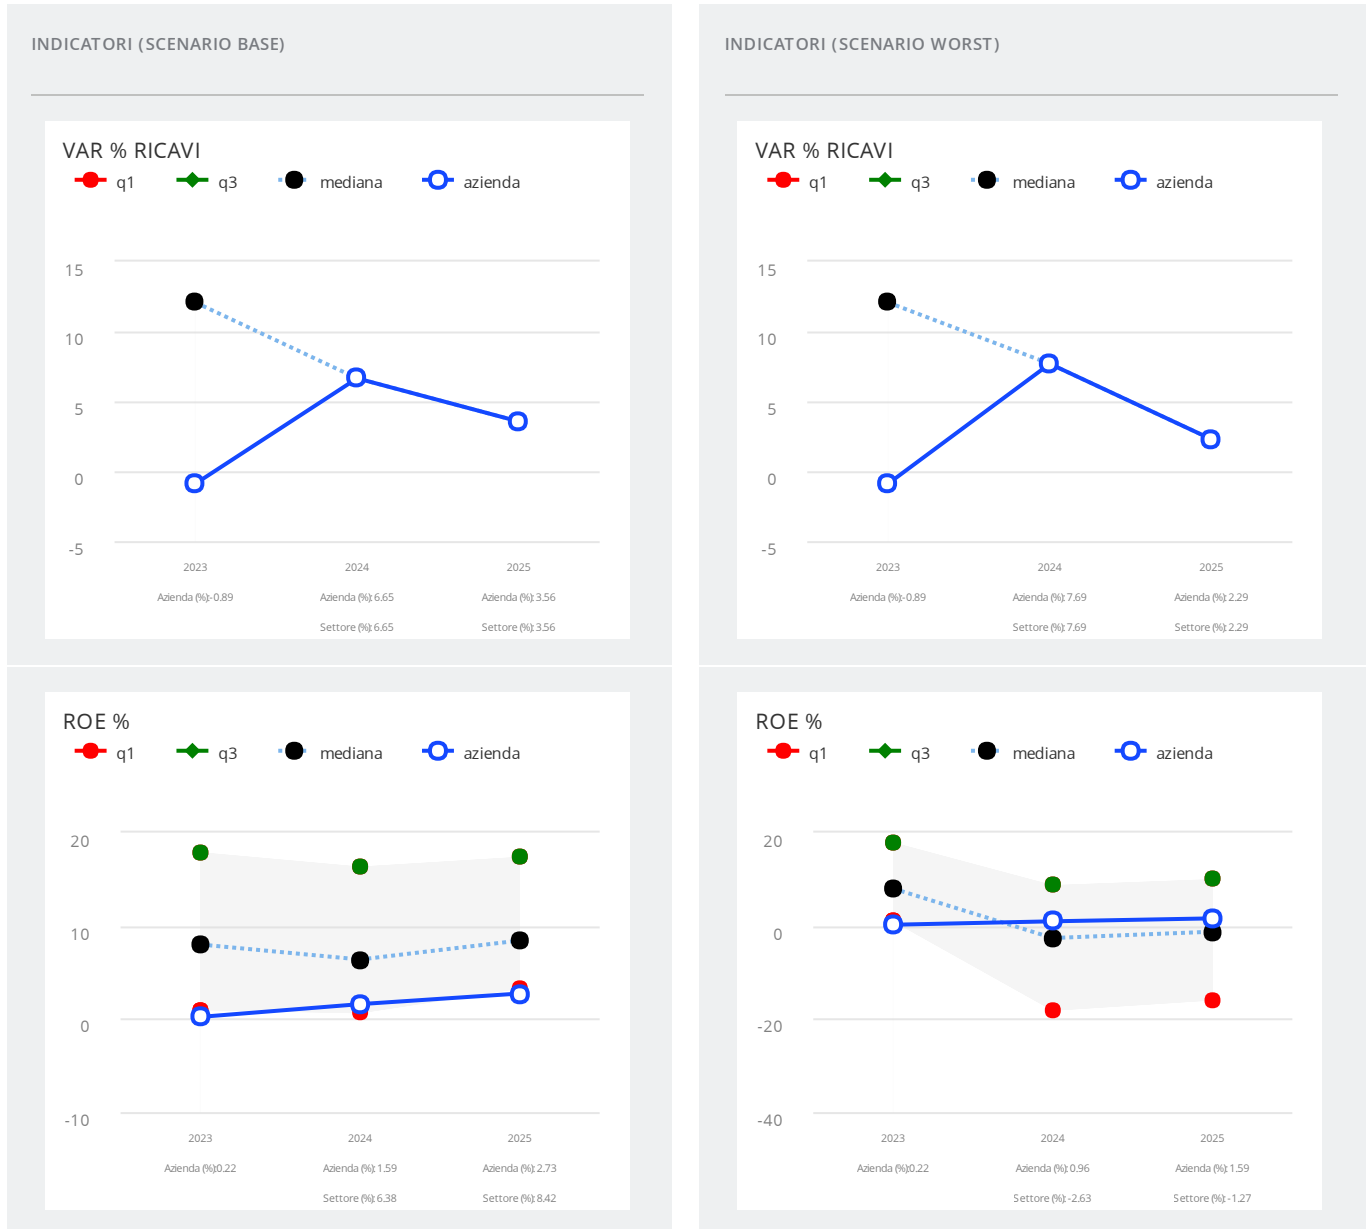 INDICATORI (SCENARIO BASE)
VAR % RICAVI
q1 q3 mediana azienda
15
10
5
0
-5
2023 2024 2025
Azienda (%):-0.89 Azienda (%):6.65 Azienda (%):3.56
Settore (%):6.65 Settore (%):3.56
ROE %
q1 q3 mediana azienda
20
10
0
-10
2023 2024 2025
Azienda (%):0.22 Azienda (%):1.59 Azienda (%):2.73
Settore (%):6.38 Settore (%):8.42
INDICATORI (SCENARIO WORST)
VAR % RICAVI
q1 q3 mediana azienda
15
10
5
0
-5
2023 2024 2025
Azienda (%):-0.89 Azienda (%):7.69 Azienda (%):2.29
Settore (%):7.69 Settore (%):2.29
ROE %
q1 q3 mediana azienda
20
0
-20
-40
2023 2024 2025
Azienda (%):0.22 Azienda (%):0.96 Azienda (%):1.59
Settore (%):-2.63 Settore (%):-1.27